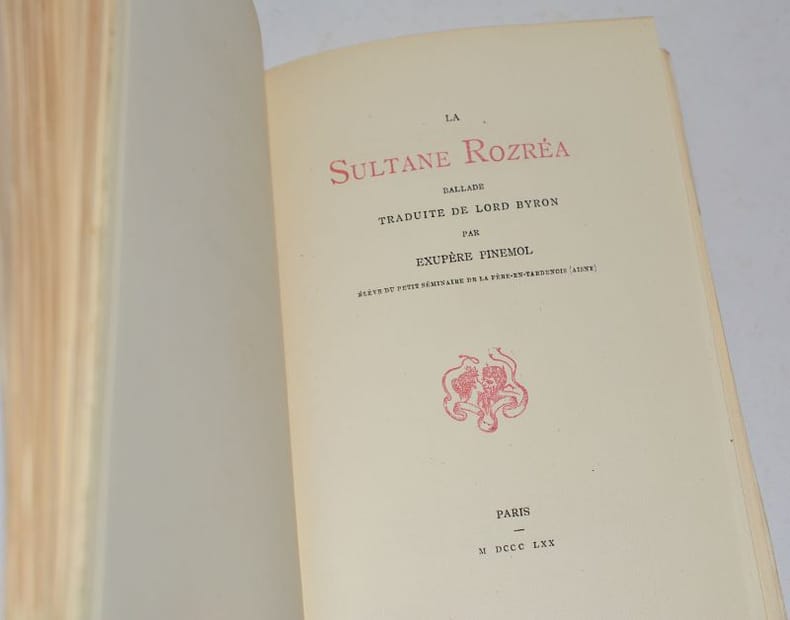 LA
SULTANE ROZRÉA
BALLADE
TRADUITE DE LORD BYRON
PAR
EXUPÈRE PINEMOL
ÉLÈVE DU PETIT SÉMINAIRE DE LA FÈRE-EN-TARDENOIS (AISNE)
PARIS
M DCCC LXX